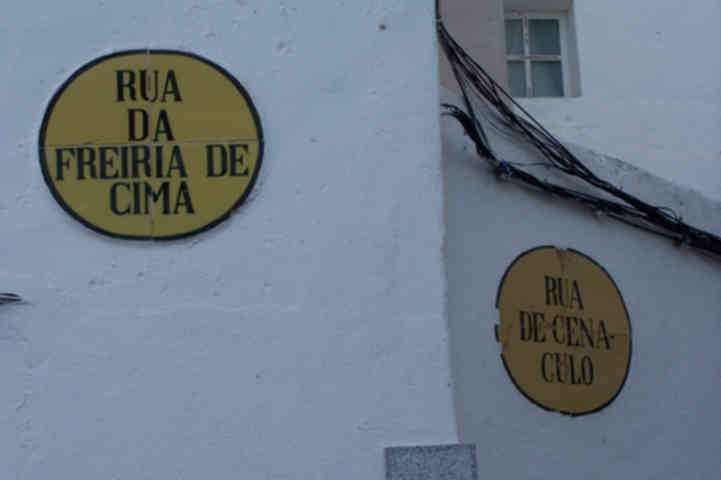 RUA
DA
FREIRIA DE
CIMA
RUA
DE-CENA-
CULO